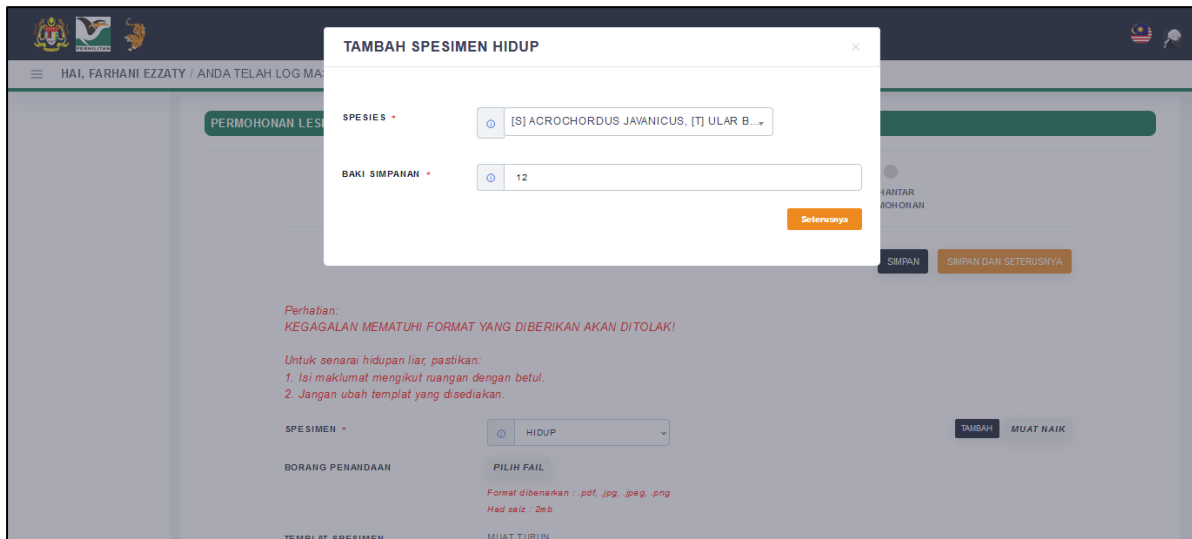 PERHILITAN
TAMBAH SPESIMEN HIDUP
×
HAI, FARHANI EZZATY / ANDA TELAH LOG
PERMOHONAN
SPESIES *
[S] ACROCHORDUS JAVANICUS, [T] ULAR B...
BAKI SIMPANAN *
12
Seterusnya
HANTAR
SIMPAN
SIMPAN DAN SETERUSNYA
Perhatian:
KEGAGALAN MEMATUHI FORMAT YANG DIBERIKAN AKAN DITOLAK!
Untuk senarai hidupan liar, pastikan:
1. Isi maklumat mengikut ruangan dengan betul.
2. Jangan ubah templat yang disediakan.
SPESIMEN *
HIDUP
TAMBAH
MUAT NAIK
BORANG PENANDAAN
PILIH FAIL
Format dibenarkan : .pdf, .jpg, .jpeg, .png
Had saiz : 2mb
TEMPLAT SPESIMEN
MUAT TURUN